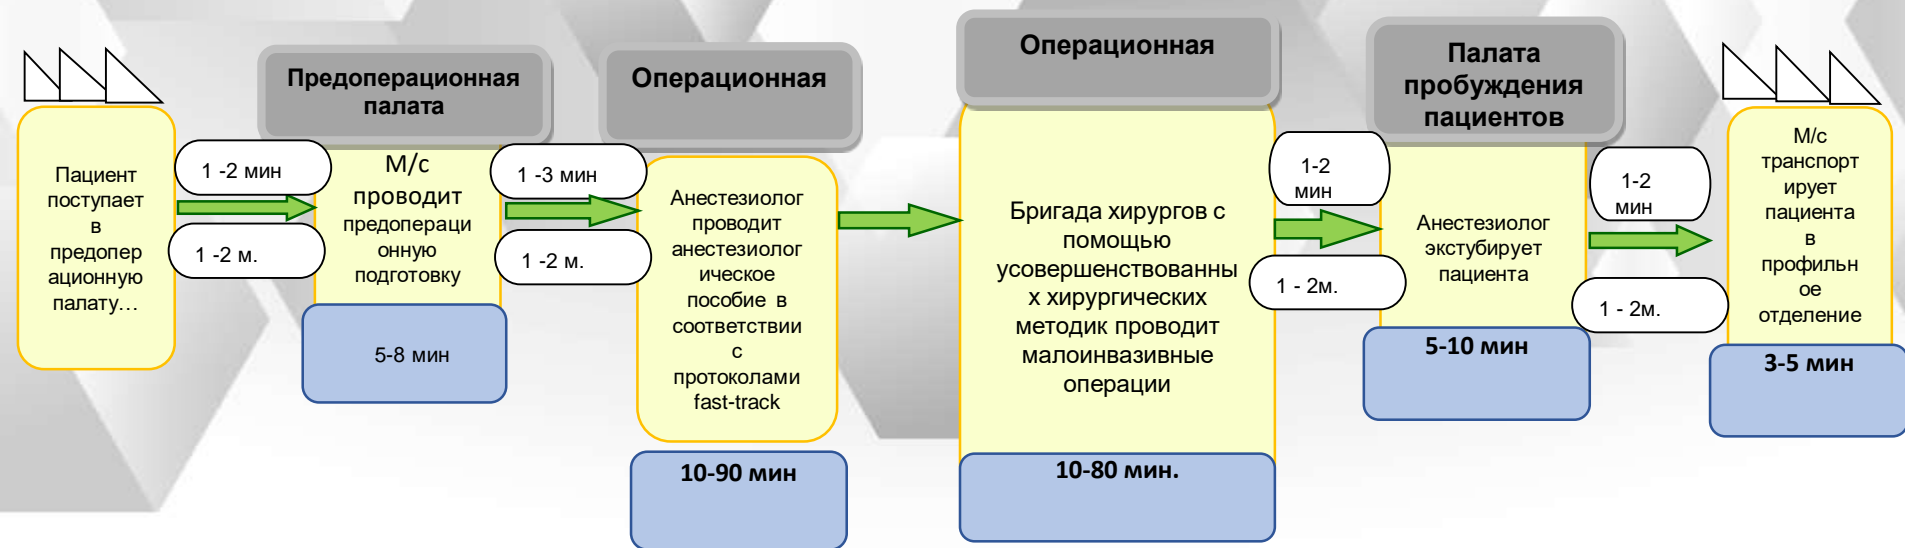 Пациент
поступает
в
предопер
ационную
палату…
1 -2 мин
1 -2 м.
Предоперационная
палата
М/с
проводит
предопераци
онную
подготовку
5-8 мин
1 -3 мин
1 -2 м.
Операционная
Анестезиолог
проводит
анестезиолог
ическое
пособие в
соответствии
с
протоколами
fast-track
10-90 мин
Операционная
Бригада хирургов с
помощью
усовершенствованны
х хирургических
методик проводит
малоинвазивные
операции
10-80 мин.
1-2
мин
1 - 2м.
Палата
пробуждения
пациентов
Анестезиолог
экстубирует
пациента
5-10 мин
1-2
мин
1 - 2м.
М/с
транспорт
ирует
пациента
в
профильн
ое
отделение
3-5 мин